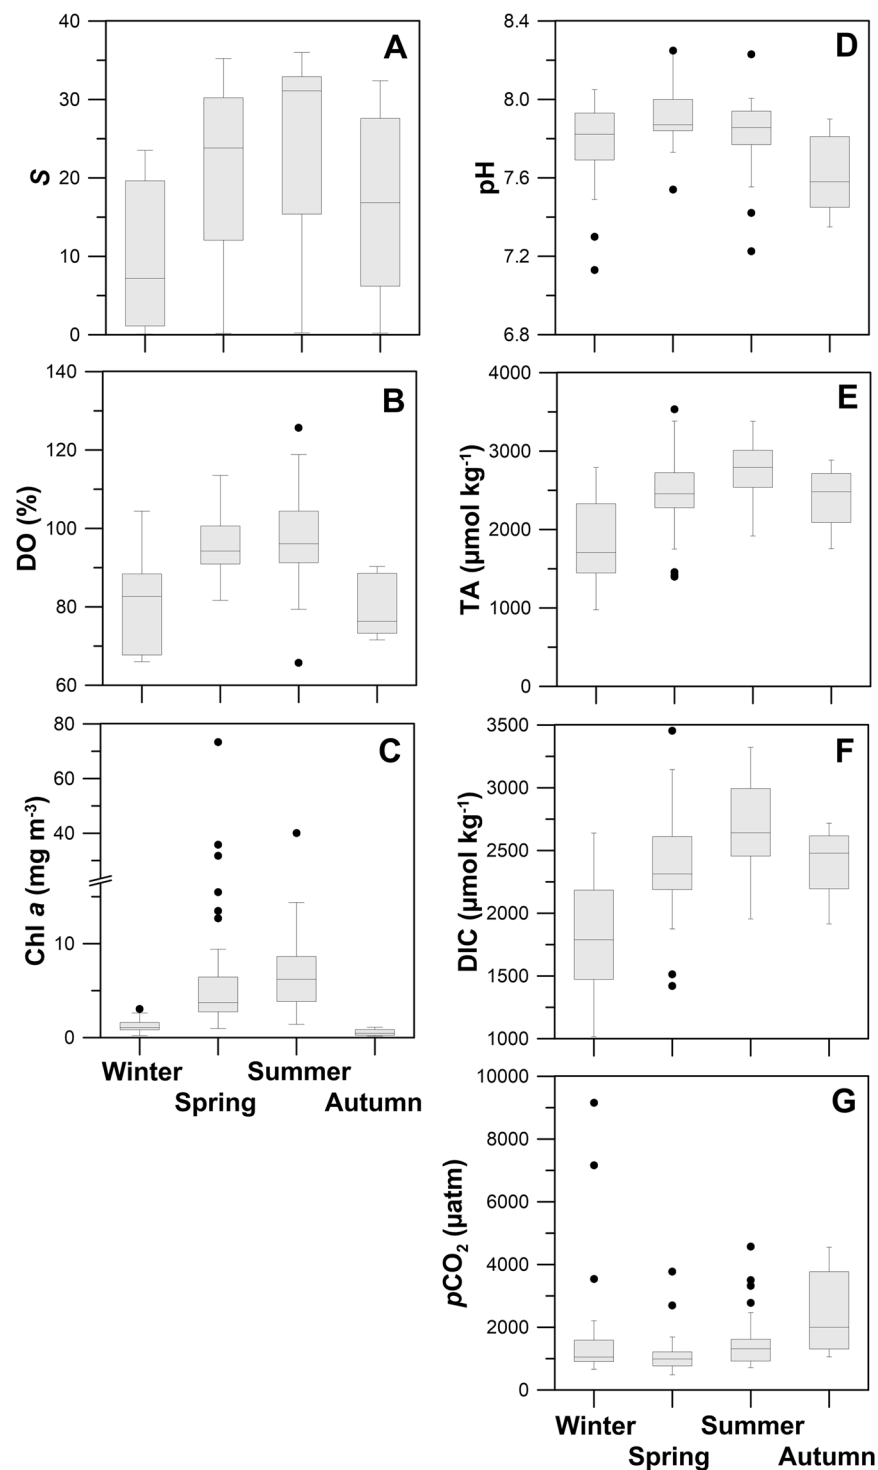 A
S
40
30
20
10
0
D
pH
8.4
8.0
7.6
7.2
6.8
B
DO (%)
140
120
100
80
60
E
TA (µmol kg-1)
4000
3000
2000
1000
0
C
Chl a (mg m-3)
80
60
40
10
0
Winter
Spring
Summer
Autumn
F
DIC (µmol kg-1)
3500
3000
2500
2000
1500
1000
G
pCO2 (µatm)
10000
8000
6000
4000
2000
0
Winter
Spring
Summer
Autumn